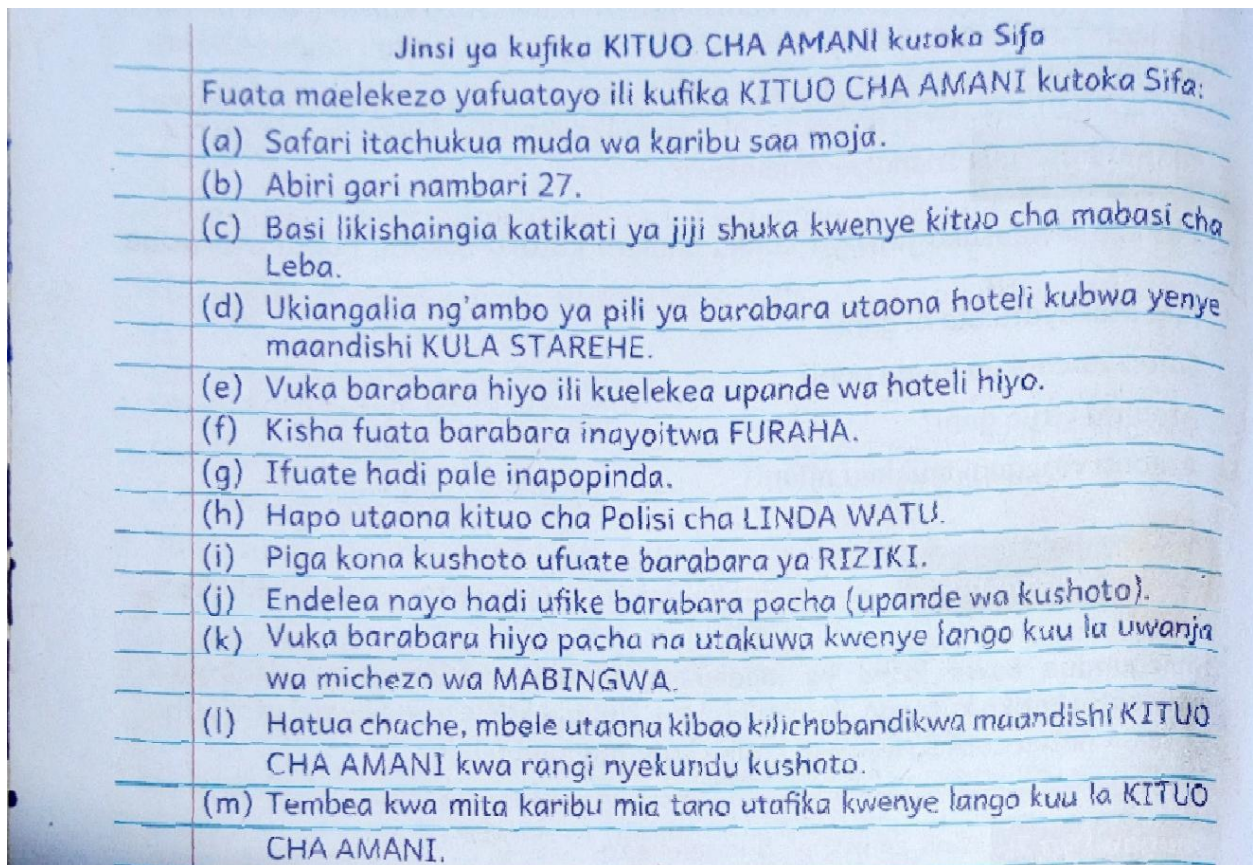 Jinsi ya kufika KITUO CHA AMANI kutoka Sifa
Fuata maelekezo yafuatayo ili kufika KITUO CHA AMANI kutoka Sifa:
(a) Safari itachukua muda wa karibu saa moja.
(b) Abiri gari nambari 27.
(c) Basi likishaingia katikati ya jiji shuka kwenye kituo cha mabasi cha
Leba.
(d) Ukiangalia ng'ambo ya pili ya barabara utaona hoteli kubwa yenye
maandishi KULA STAREHE.
(e) Vuka barabara hiyo ili kuelekea upande wa hoteli hiyo.
(f) Kisha fuata barabara inayoitwa FURAHA.
(g) Ifuate hadi pale inapopinda.
(h) Hapo utaona kituo cha Polisi cha LINDA WATU.
(i) Piga kona kushoto ufuate barabara ya RIZIKI.
(j) Endelea nayo hadi ufike barabara pacha (upande wa kushoto).
(k) Vuka barabara hiyo pacha na utakuwa kwenye lango kuu la uwanja
wa michezo wa MABINGWA.
(l) Hatua chache, mbele utaona kibao kilichobandikwa maandishi KITUO
CHA AMANI kwa rangi nyekundu kushoto.
(m) Tembea kwa mita karibu mia tano utafika kwenye lango kuu la KITUO
CHA AMANI.